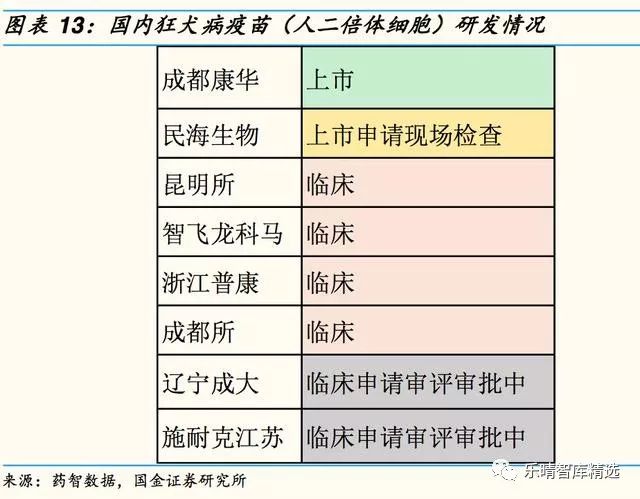 图表 13：国内狂犬病疫苗（人二倍体细胞）研发情况
成都康华 上市
民海生物 上市申请现场检查
昆明所 临床
智飞龙科马 临床
浙江普康 临床
成都所 临床
辽宁成大 临床申请审评审批中
施耐克江苏 临床申请审评审批中
来源：药智数据，国金证券研究所
乐晴智库精选